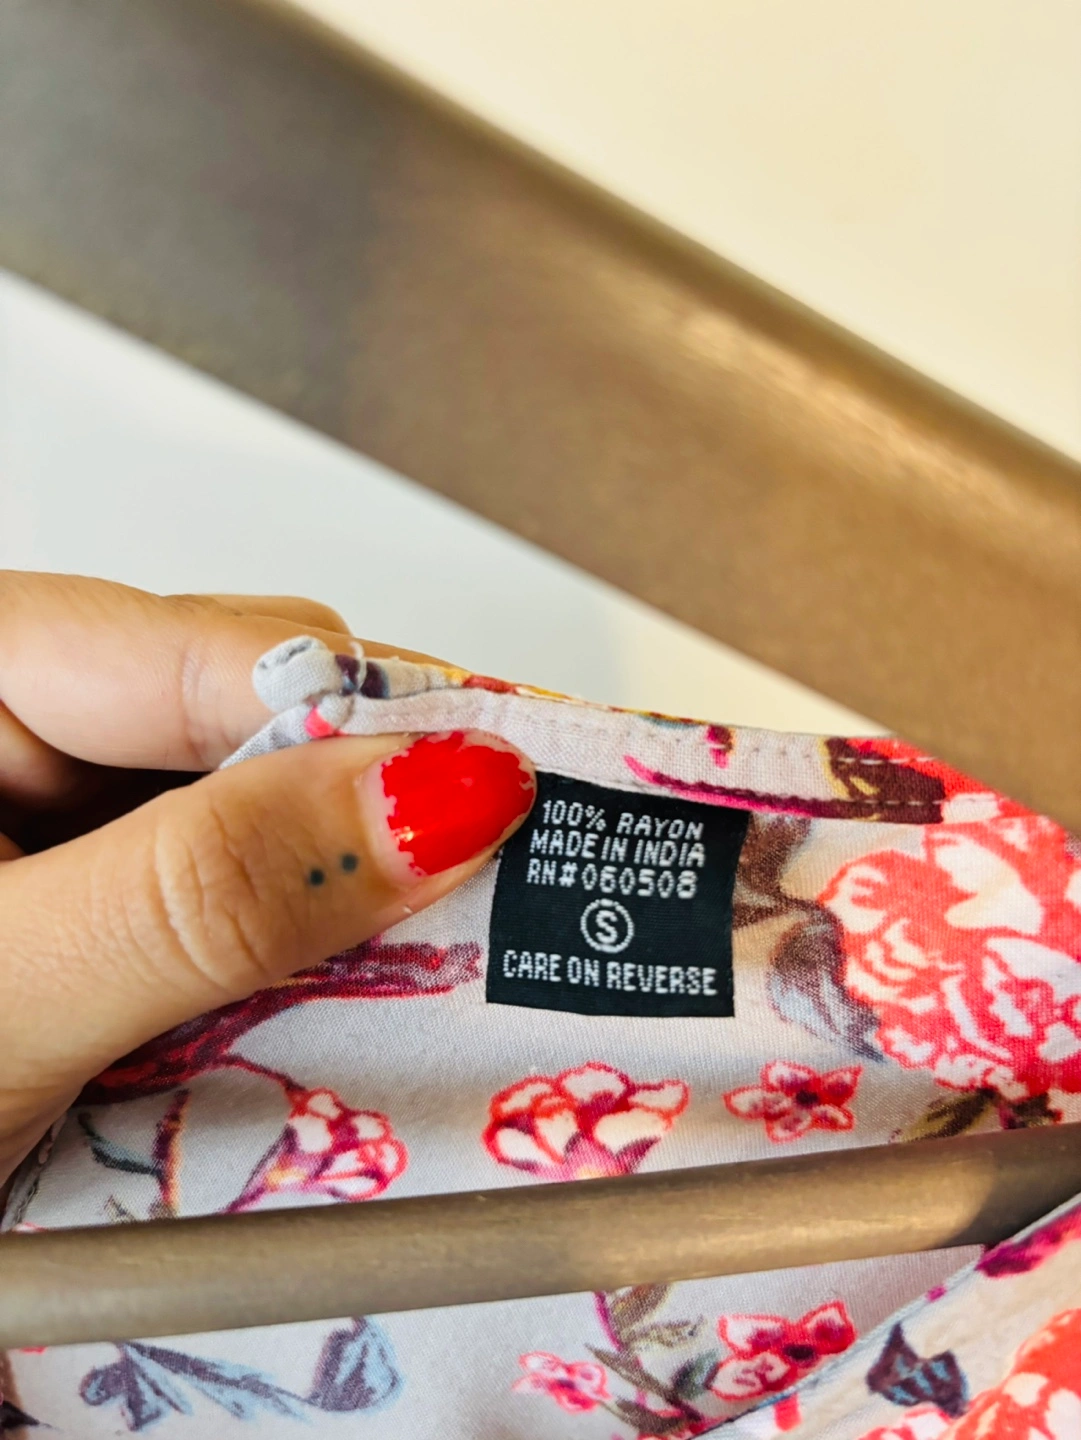 100% RAYON
MADE IN INDIA
RN#060508
S
CARE ON REVERSE